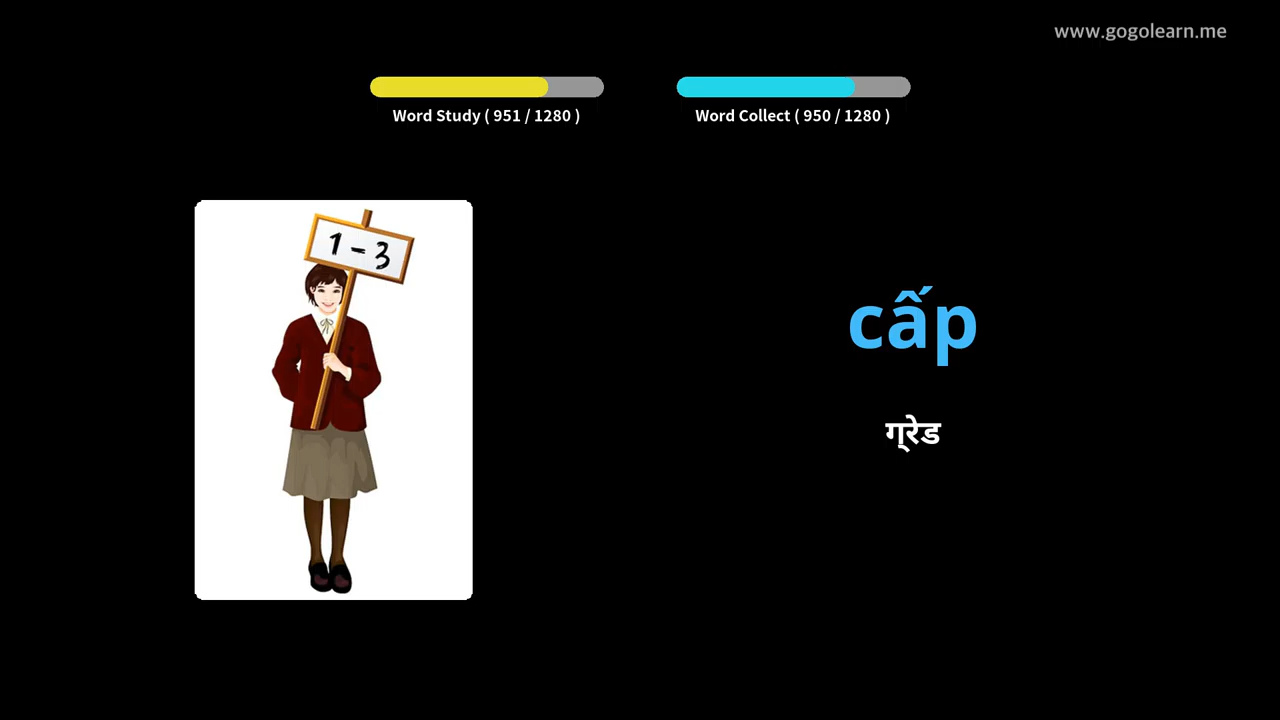 www.gogolearn.me
Word Study ( 951 / 1280 )
Word Collect ( 950 / 1280 )
1 - 3
cấp
ग्रेड